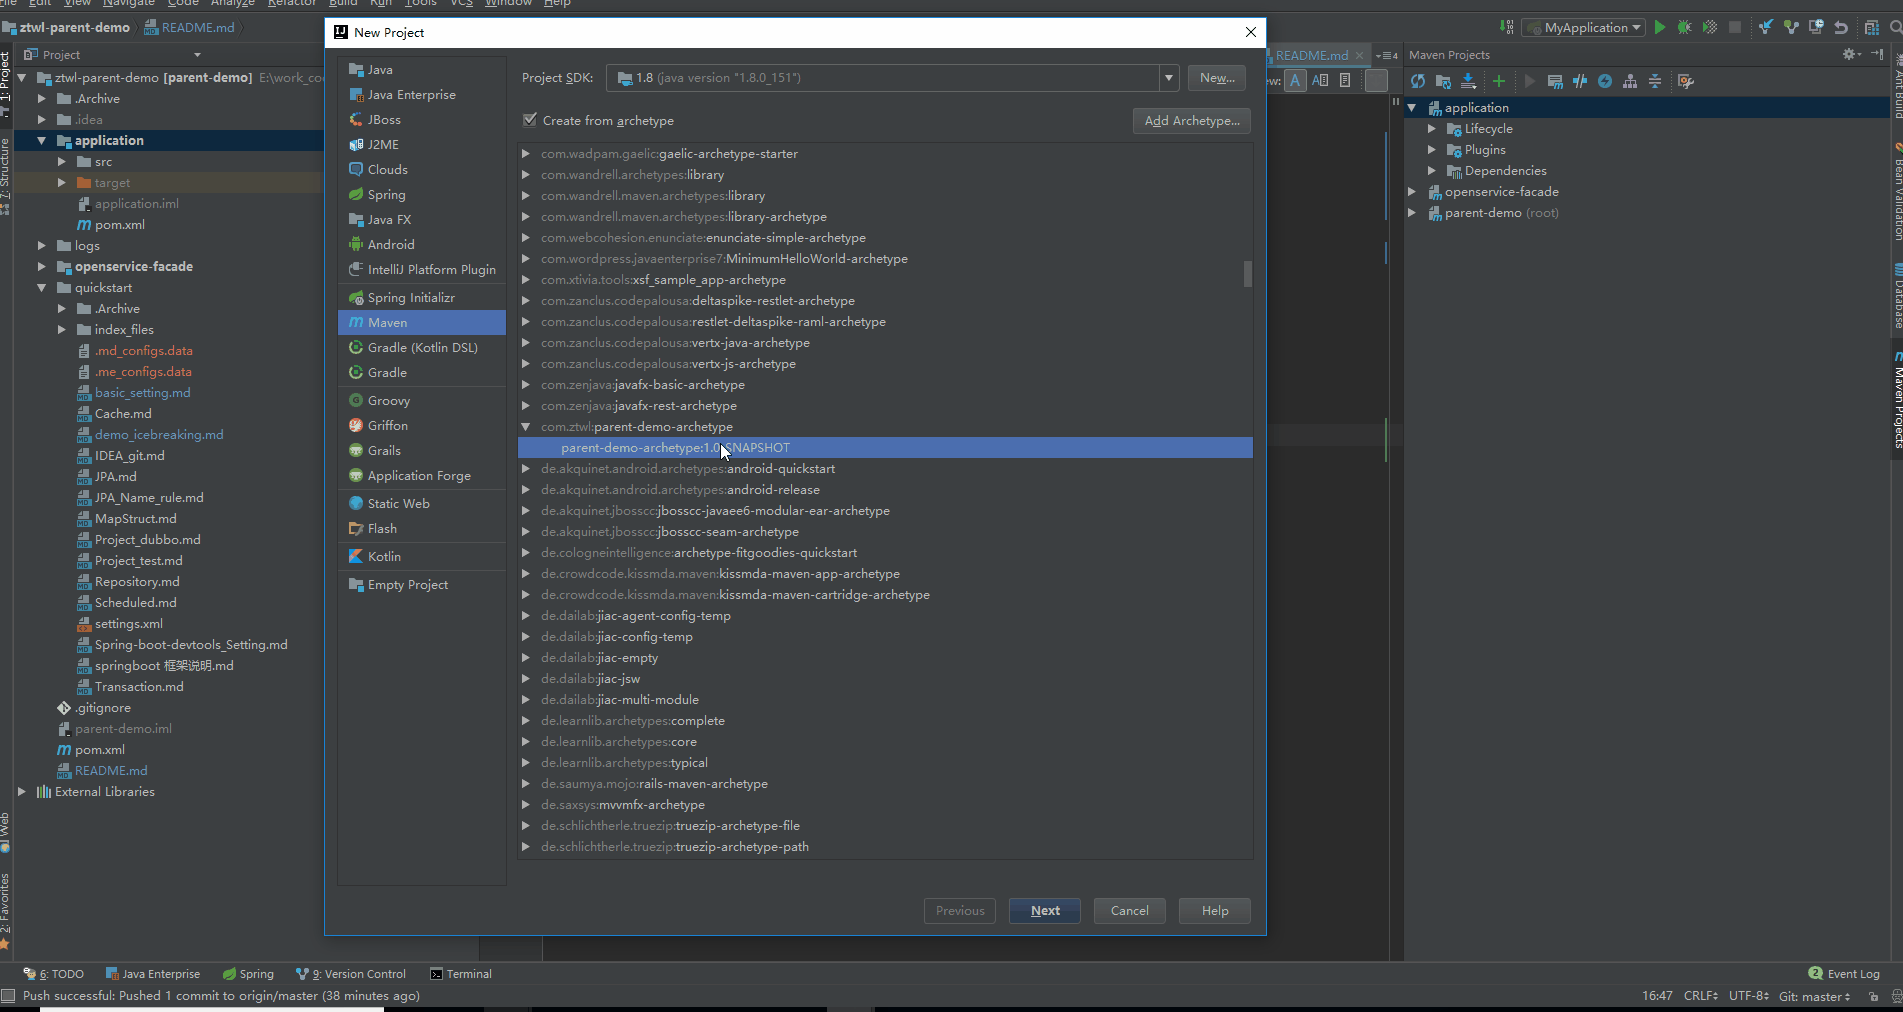 File Edit View Navigate Code Analyze Refactor Build Run Tools VCS Window Help
ztwl-parent-demo README.md
MyApplication
New Project
Project
README.md
4
Maven Projects
1: Project
7: Structure
Web
2: Favorites
ztwl-parent-demo [parent-demo]
.Archive
.idea
application
src
target
application.iml
pom.xml
logs
openservice-facade
quickstart
.Archive
index_files
.md_configs.data
.me_configs.data
basic_setting.md
Cache.md
demo_icebreaking.md
IDEA_git.md
JPA.md
JPA_Name_rule.md
MapStruct.md
Project_dubbo.md
Project_test.md
Repository.md
Scheduled.md
settings.xml
Spring-boot-devtools_Setting.md
springboot 框架说明.md
Transaction.md
.gitignore
parent-demo.iml
pom.xml
README.md
External Libraries
Java
Java Enterprise
JBoss
J2ME
Clouds
Spring
Java FX
Android
IntelliJ Platform Plugin
Spring Initializr
Maven
Gradle (Kotlin DSL)
Gradle
Groovy
Griffon
Grails
Application Forge
Static Web
Flash
Kotlin
Empty Project
Project SDK: 1.8 (java version "1.8.0_151") New...
Create from archetype Add Archetype...
com.wadpam.gaelic:gaelic-archetype-starter
com.wandrell.archetypes:library
com.wandrell.maven.archetypes:library
com.wandrell.maven.archetypes:library-archetype
com.webcohesion.enunciate:enunciate-simple-archetype
com.wordpress.javaenterprise7:MinimumHelloWorld-archetype
com.xtivia.tools:xsf_sample_app-archetype
com.zanclus.codepalousa:deltaspike-restlet-archetype
com.zanclus.codepalousa:restlet-deltaspike-raml-archetype
com.zanclus.codepalousa:vertx-java-archetype
com.zanclus.codepalousa:vertx-js-archetype
com.zenjava:javafx-basic-archetype
com.zenjava:javafx-rest-archetype
com.ztwl:parent-demo-archetype
parent-demo-archetype:1.0-SNAPSHOT
de.akquinet.android.archetypes:android-quickstart
de.akquinet.android.archetypes:android-release
de.akquinet.jbosscc:jbosscc-javaee6-modular-ear-archetype
de.akquinet.jbosscc:jbosscc-seam-archetype
de.cologneintelligence:archetype-fitgoodies-quickstart
de.crowdcode.kissmda.maven:kissmda-maven-app-archetype
de.crowdcode.kissmda.maven:kissmda-maven-cartridge-archetype
de.dailab:jiac-agent-config-temp
de.dailab:jiac-config-temp
de.dailab:jiac-empty
de.dailab:jiac-jsw
de.dailab:jiac-multi-module
de.learnlib.archetypes:complete
de.learnlib.archetypes:core
de.learnlib.archetypes:typical
de.saumya.mojo:rails-maven-archetype
de.saxsys:mvvmfx-archetype
de.schlichtherle.truezip:truezip-archetype-file
de.schlichtherle.truezip:truezip-archetype-path
Previous Next Cancel Help
application
Lifecycle
Plugins
Dependencies
openservice-facade
parent-demo (root)
Ant Build
Bean Validation
Database
Maven Projects
6: TODO Java Enterprise Spring 9: Version Control Terminal 2 Event Log
Push successful: Pushed 1 commit to origin/master (38 minutes ago) 16:47 CRLF UTF-8 Git: master